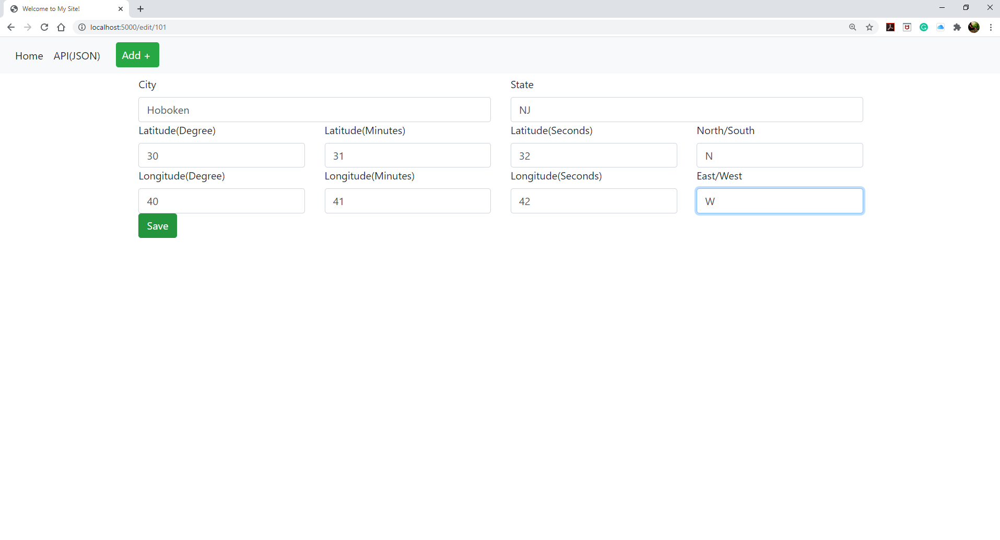 Welcome to My Site!
localhost:5000/edit/101
Home API(JSON) Add +
City State
Hoboken NJ
Latitude(Degree) Latitude(Minutes) Latitude(Seconds) North/South
30 31 32 N
Longitude(Degree) Longitude(Minutes) Longitude(Seconds) East/West
40 41 42 W
Save